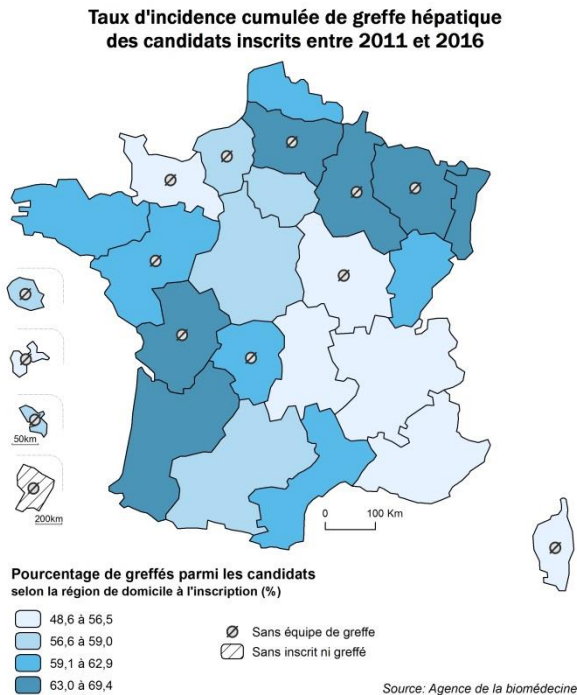 Taux d'incidence cumulée de greffe hépatique
des candidats inscrits entre 2011 et 2016
50km
200km
0 100 Km
Pourcentage de greffés parmi les candidats
selon la région de domicile à l'inscription (%)
48,6 à 56,5
56,6 à 59,0
59,1 à 62,9
63,0 à 69,4
Sans équipe de greffe
Sans inscrit ni greffé
Source: Agence de la biomédecine